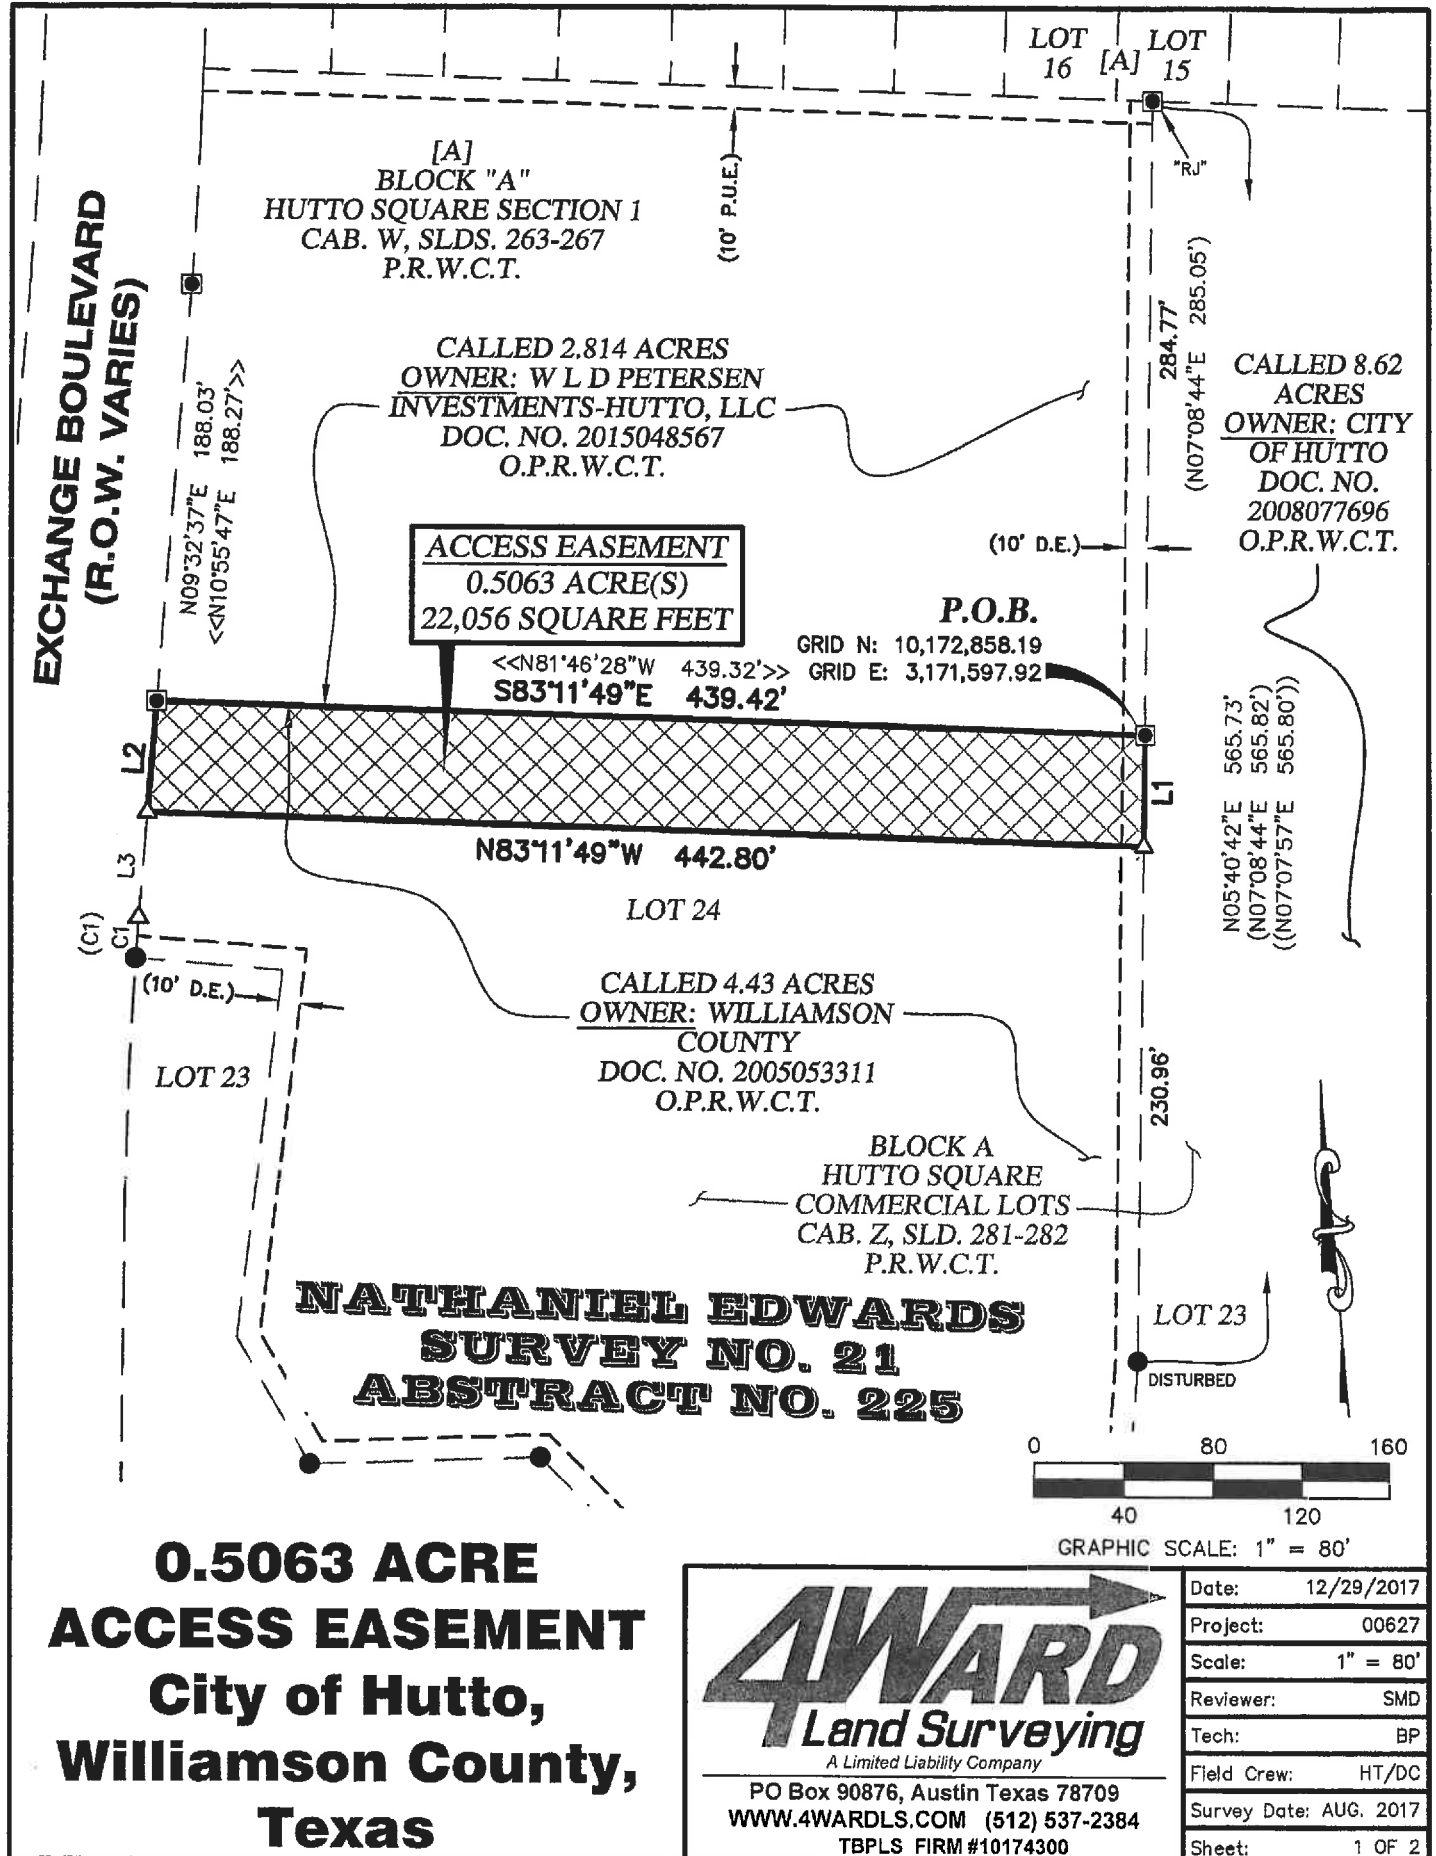 LOT
16
[A]
LOT
15
"RJ"
[A]
BLOCK "A"
HUTTO SQUARE SECTION 1
CAB. W, SLDS. 263-267
P.R.W.C.T.
(10' P.U.E.)
EXCHANGE BOULEVARD
(R.O.W. VARIES)
N09°32'37"E 188.03'
<<N10°55'47"E 188.27'>>
CALLED 2.814 ACRES
OWNER: W L D PETERSEN
INVESTMENTS-HUTTO, LLC
DOC. NO. 2015048567
O.P.R.W.C.T.
284.77'
(N07°08'44"E 285.05')
CALLED 8.62
ACRES
OWNER: CITY
OF HUTTO
DOC. NO.
2008077696
O.P.R.W.C.T.
ACCESS EASEMENT
0.5063 ACRE(S)
22,056 SQUARE FEET
(10' D.E.)
P.O.B.
GRID N: 10,172,858.19
GRID E: 3,171,597.92
<<N81°46'28"W 439.32'>>
S83°11'49"E 439.42'
L2
L1
N83°11'49"W 442.80'
N05°40'42"E 565.73'
(N07°08'44"E 565.82')
((N07°07'57"E 565.80'))
L3
(C1)
C1
LOT 24
(10' D.E.)
CALLED 4.43 ACRES
OWNER: WILLIAMSON
COUNTY
DOC. NO. 2005053311
O.P.R.W.C.T.
LOT 23
230.96'
BLOCK A
HUTTO SQUARE
COMMERCIAL LOTS
CAB. Z, SLD. 281-282
P.R.W.C.T.
NATHANIEL EDWARDS
SURVEY NO. 21
ABSTRACT NO. 225
LOT 23
DISTURBED
0 80 160
40 120
GRAPHIC SCALE: 1" = 80'
0.5063 ACRE
ACCESS EASEMENT
City of Hutto,
Williamson County,
Texas
4WARD
Land Surveying
A Limited Liability Company
PO Box 90876, Austin Texas 78709
WWW.4WARDLS.COM (512) 537-2384
TBPLS FIRM #10174300
Date: 12/29/2017
Project: 00627
Scale: 1" = 80'
Reviewer: SMD
Tech: BP
Field Crew: HT/DC
Survey Date: AUG. 2017
Sheet: 1 OF 2